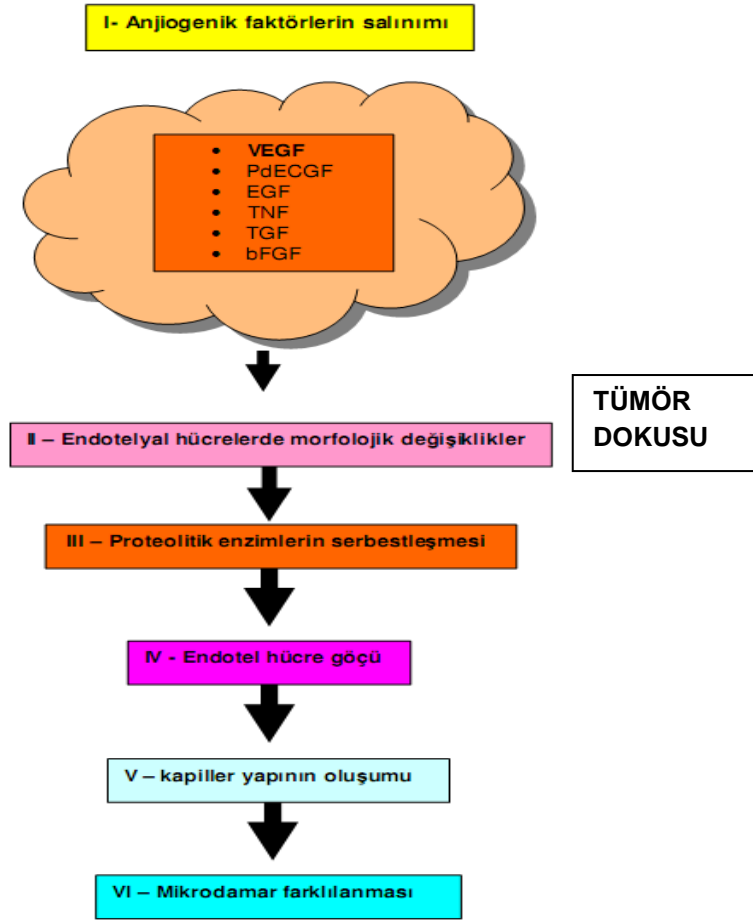 I- Anjiogenik faktörlerin salınımı
• VEGF
• PdECGF
• EGF
• TNF
• TGF
• bFGF
TÜMÖR
DOKUSU
II – Endotelyal hücrelerde morfolojik değişiklikler
III – Proteolitik enzimlerin serbestleşmesi
IV - Endotel hücre göçü
V – kapiller yapının oluşumu
VI – Mikrodamar farklılanması